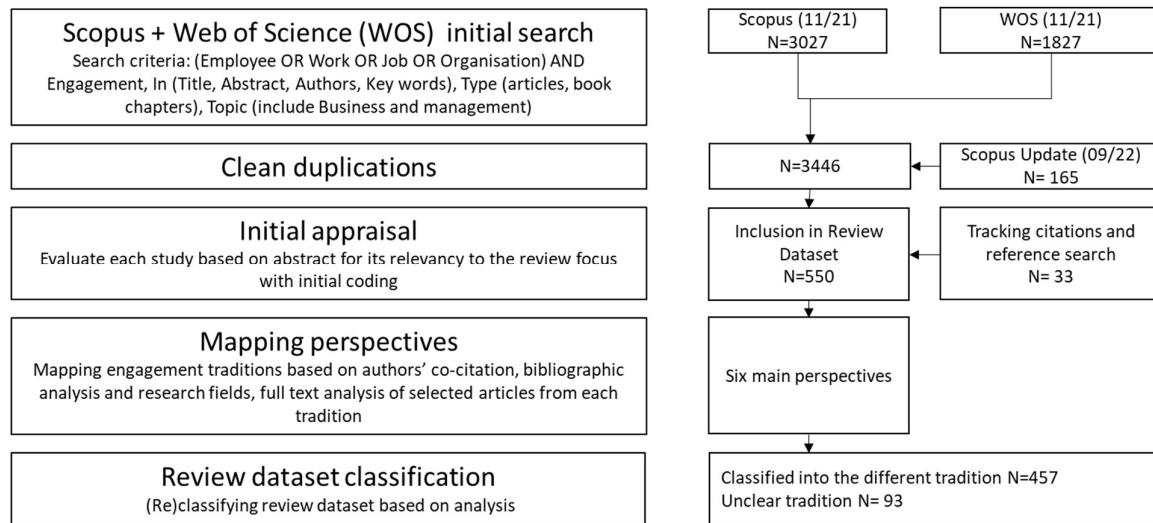 Scopus + Web of Science (WOS) initial search
Search criteria: (Employee OR Work OR Job OR Organisation) AND
Engagement, In (Title, Abstract, Authors, Key words), Type (articles, book
chapters), Topic (include Business and management)
Scopus (11/21)
N=3027
WOS (11/21)
N=1827
Clean duplications
N=3446
Scopus Update (09/22)
N= 165
Initial appraisal
Evaluate each study based on abstract for its relevancy to the review focus
with initial coding
Inclusion in Review
Dataset
N=550
Tracking citations and
reference search
N= 33
Mapping perspectives
Mapping engagement traditions based on authors’ co-citation, bibliographic
analysis and research fields, full text analysis of selected articles from each
tradition
Six main perspectives
Review dataset classification
(Re)classifying review dataset based on analysis
Classified into the different tradition N=457
Unclear tradition N= 93